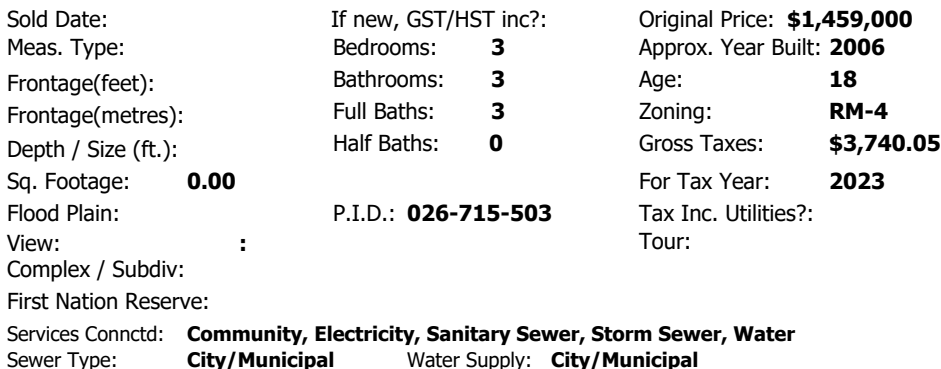 Sold Date: If new, GST/HST inc?: Original Price: $1,459,000
Meas. Type: Bedrooms: 3 Approx. Year Built: 2006
Frontage(feet): Bathrooms: 3 Age: 18
Frontage(metres): Full Baths: 3 Zoning: RM-4
Depth / Size (ft.): Half Baths: 0 Gross Taxes: $3,740.05
Sq. Footage: 0.00 For Tax Year: 2023
Flood Plain: P.I.D.: 026-715-503 Tax Inc. Utilities?:
View: : Tour:
Complex / Subdiv:
First Nation Reserve:
Services Connctd: Community, Electricity, Sanitary Sewer, Storm Sewer, Water
Sewer Type: City/Municipal Water Supply: City/Municipal